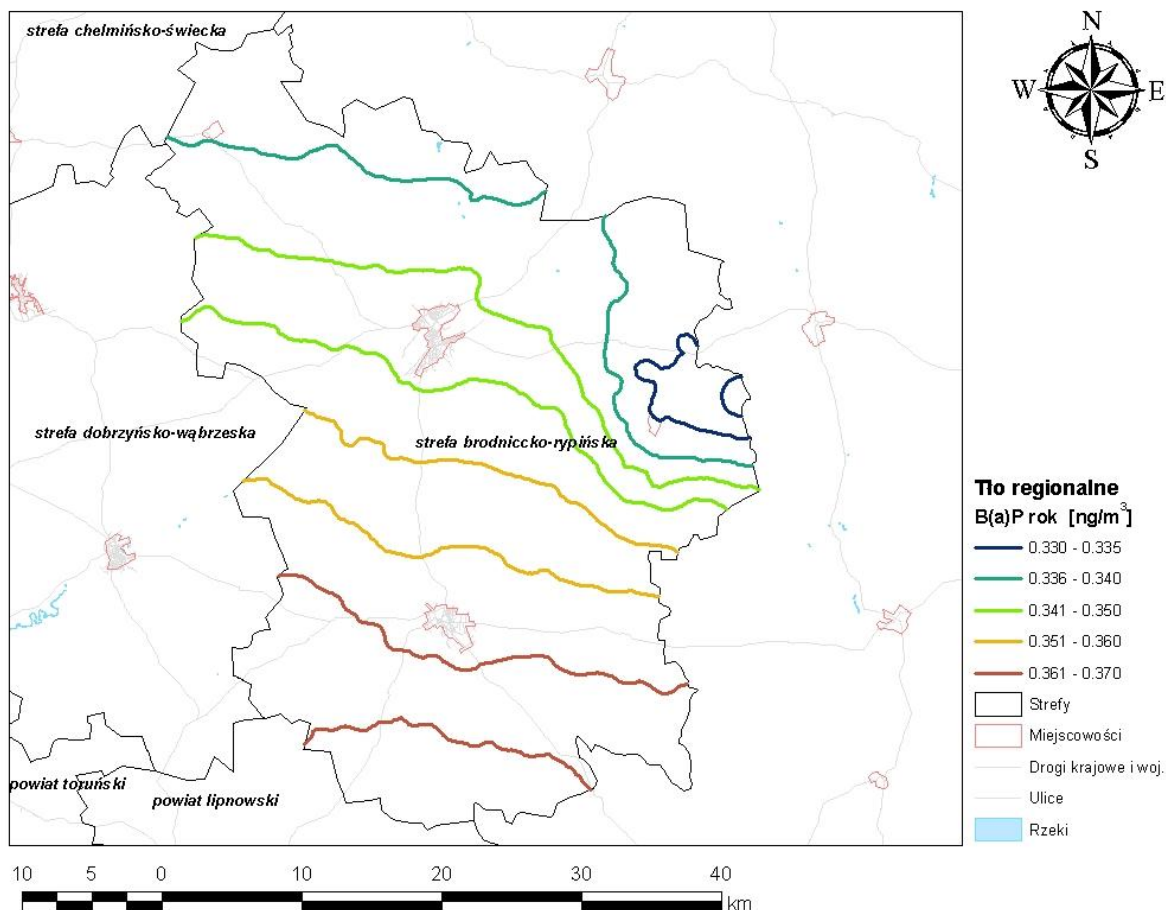 strefa chełmińsko-świecka
N
W
E
S
strefa dobrzyńsko-wąbrzeska
strefa brodniccko-rypińska
powiat toruński
powiat lipnowski
Tło regionalne
B(a)P rok [ng/m³]
0.330 - 0.335
0.336 - 0.340
0.341 - 0.350
0.351 - 0.360
0.361 - 0.370
Strefy
Miejscowości
Drogi krajowe i woj.
Ulice
Rzeki
10 5 0 10 20 30 40
km